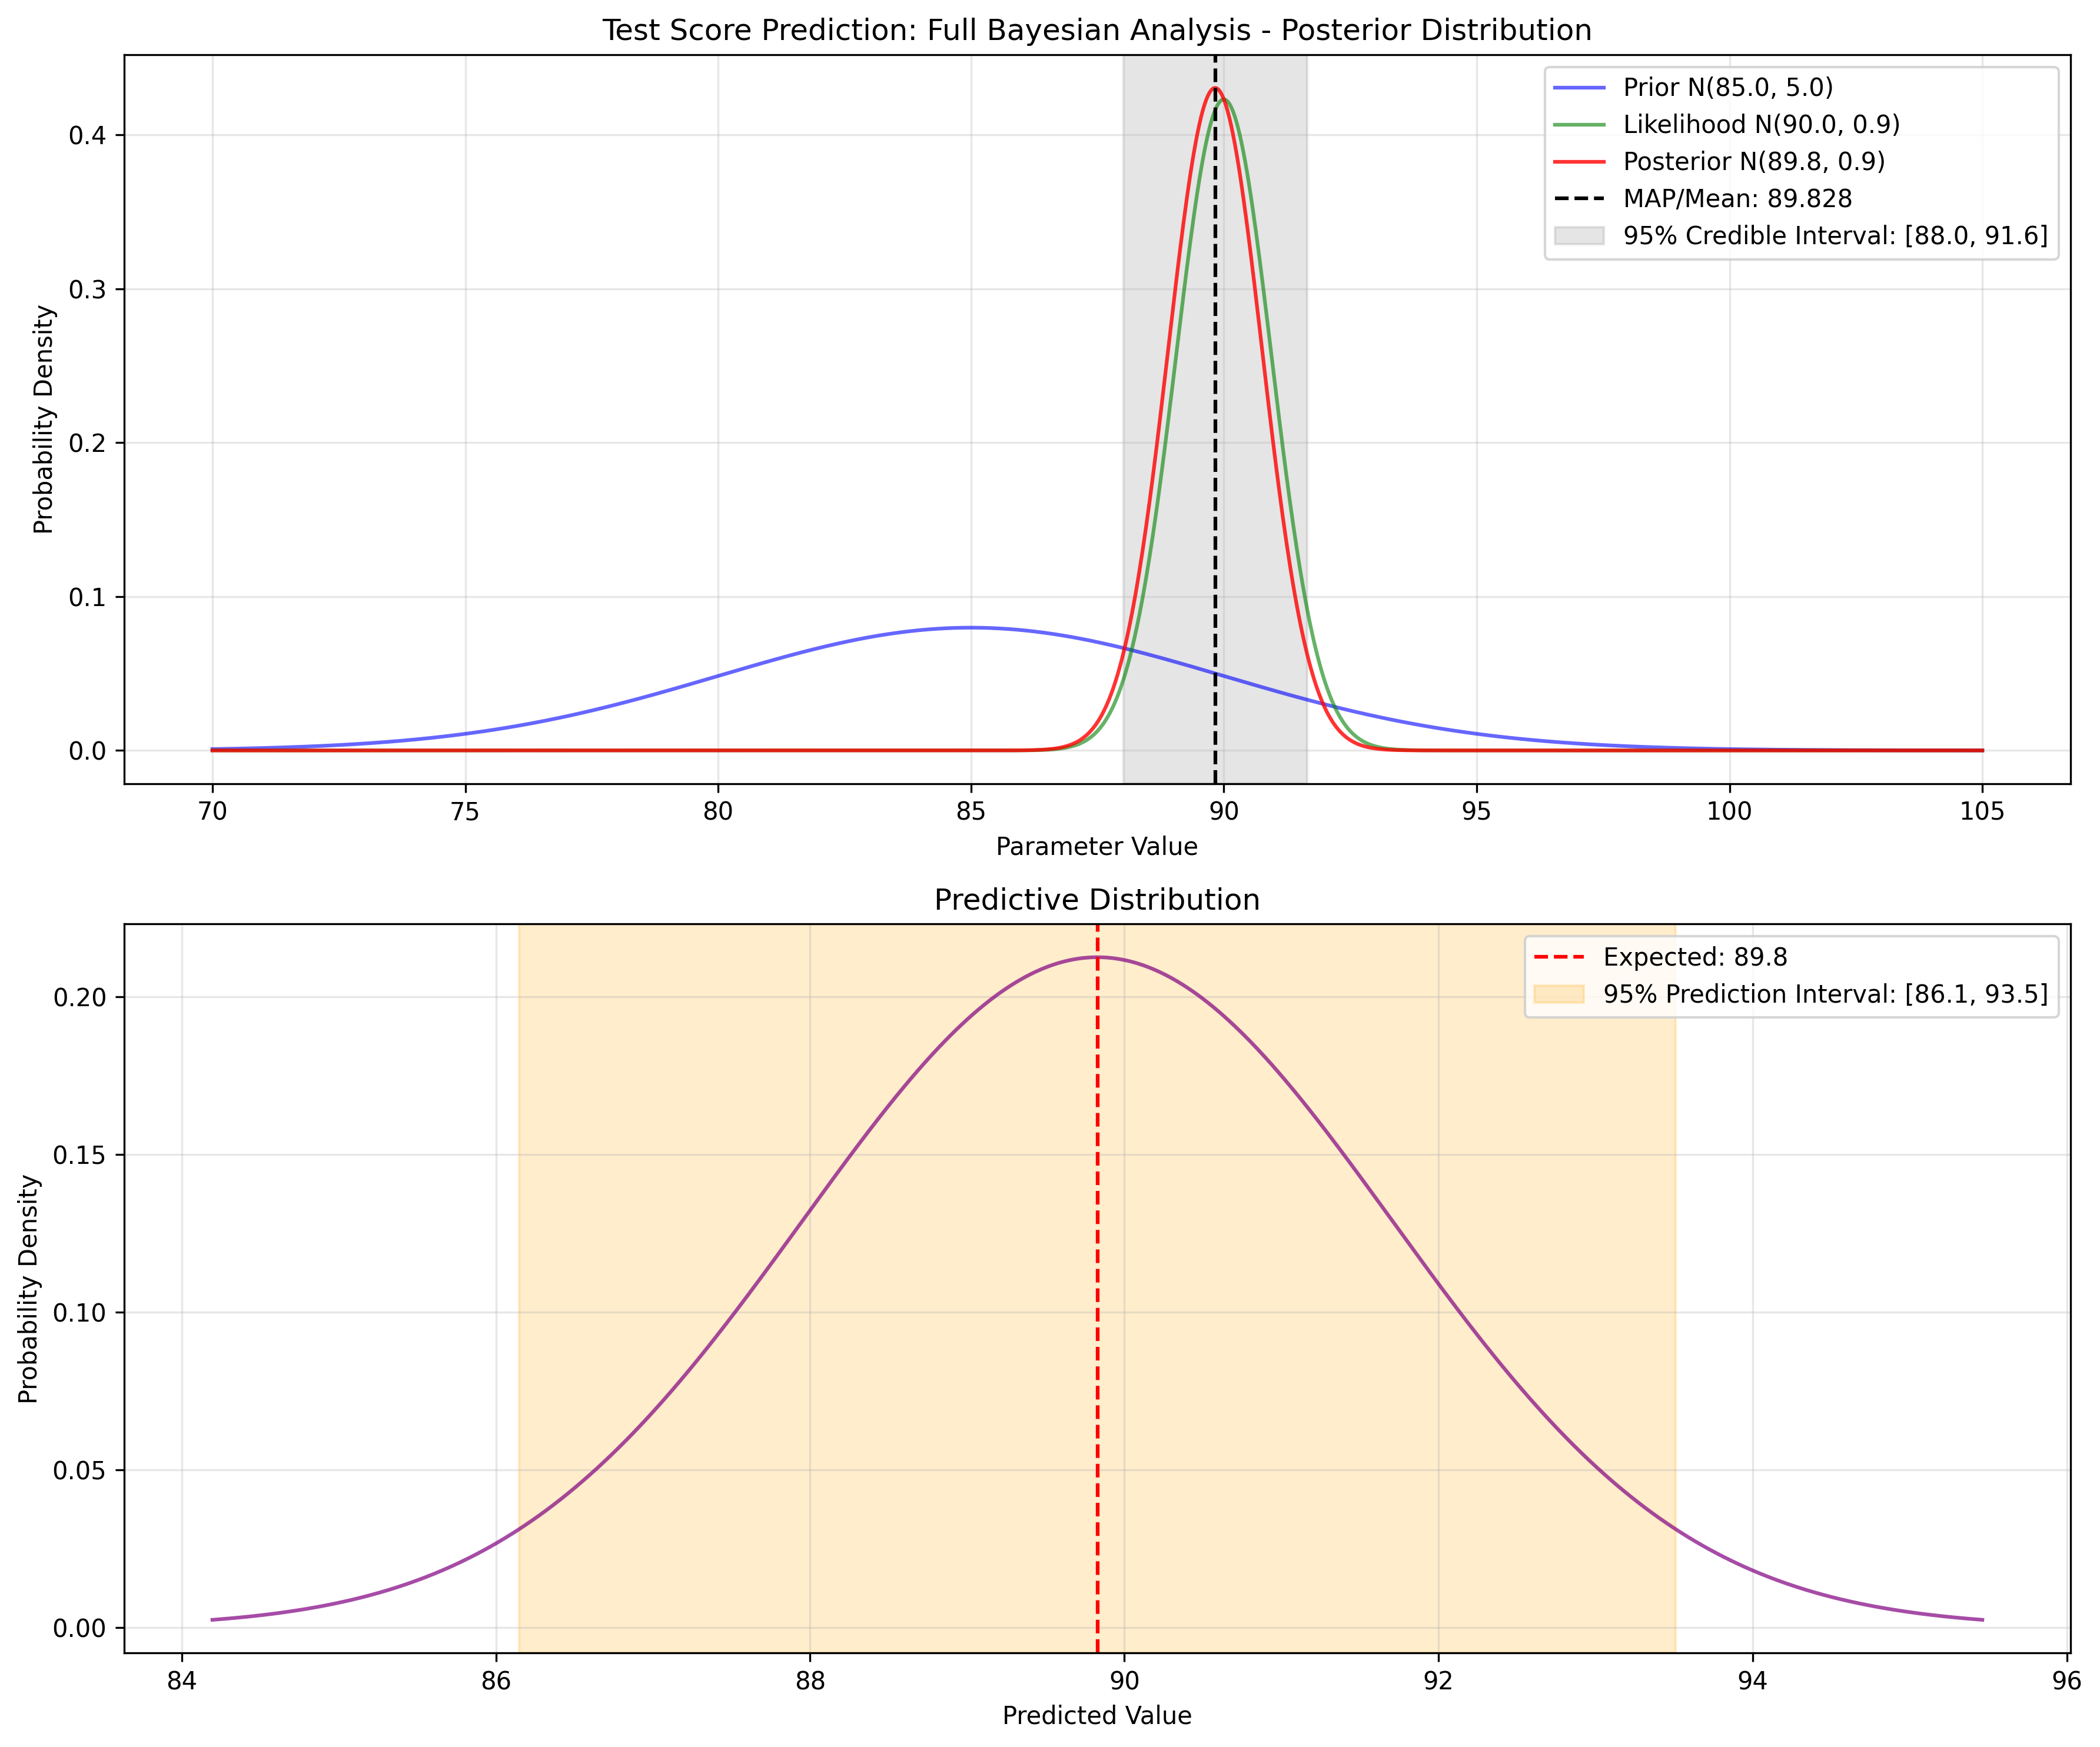 Test Score Prediction: Full Bayesian Analysis - Posterior Distribution
Probability Density
0.4
0.3
0.2
0.1
0.0
Prior N(85.0, 5.0)
Likelihood N(90.0, 0.9)
Posterior N(89.8, 0.9)
MAP/Mean: 89.828
95% Credible Interval: [88.0, 91.6]
70 75 80 85 90 95 100 105
Parameter Value
Predictive Distribution
Probability Density
0.20
0.15
0.10
0.05
0.00
Expected: 89.8
95% Prediction Interval: [86.1, 93.5]
84 86 88 90 92 94 96
Predicted Value